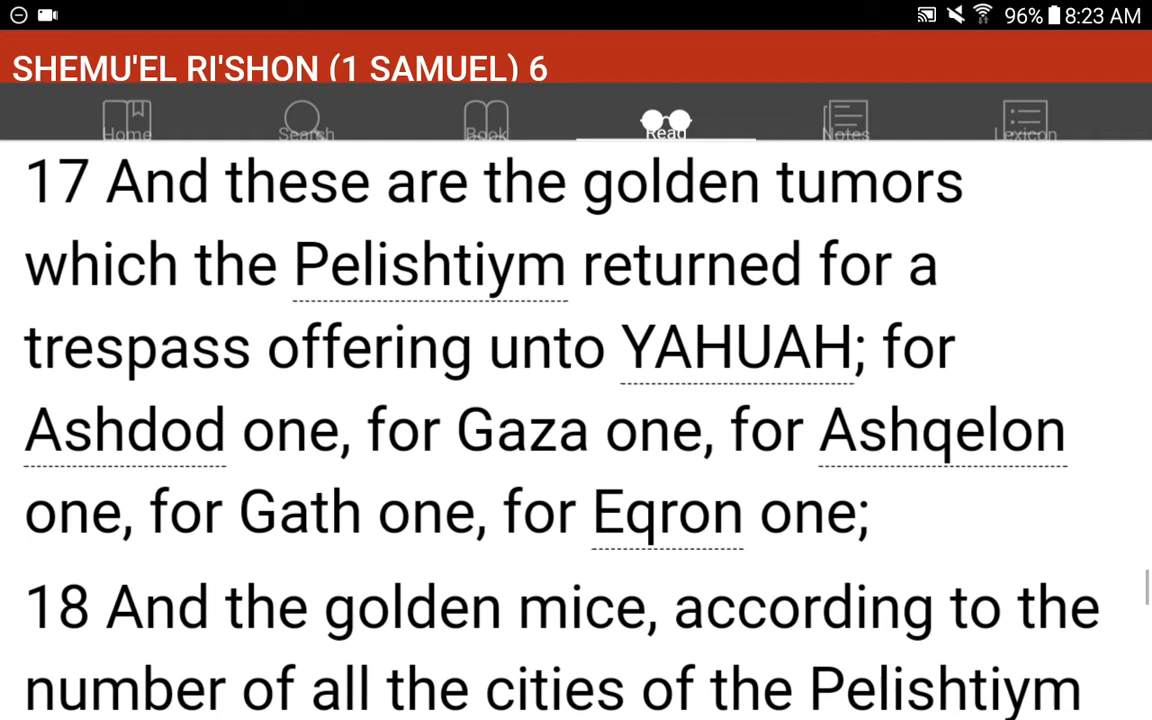 96% 8:23 AM
SHEMU'EL RI'SHON (1 SAMUEL) 6
Home Search Book Read Notes Lexicon
17 And these are the golden tumors
which the Pelishtiym returned for a
trespass offering unto YAHUAH; for
Ashdod one, for Gaza one, for Ashqelon
one, for Gath one, for Eqron one;
18 And the golden mice, according to the
number of all the cities of the Pelishtiym